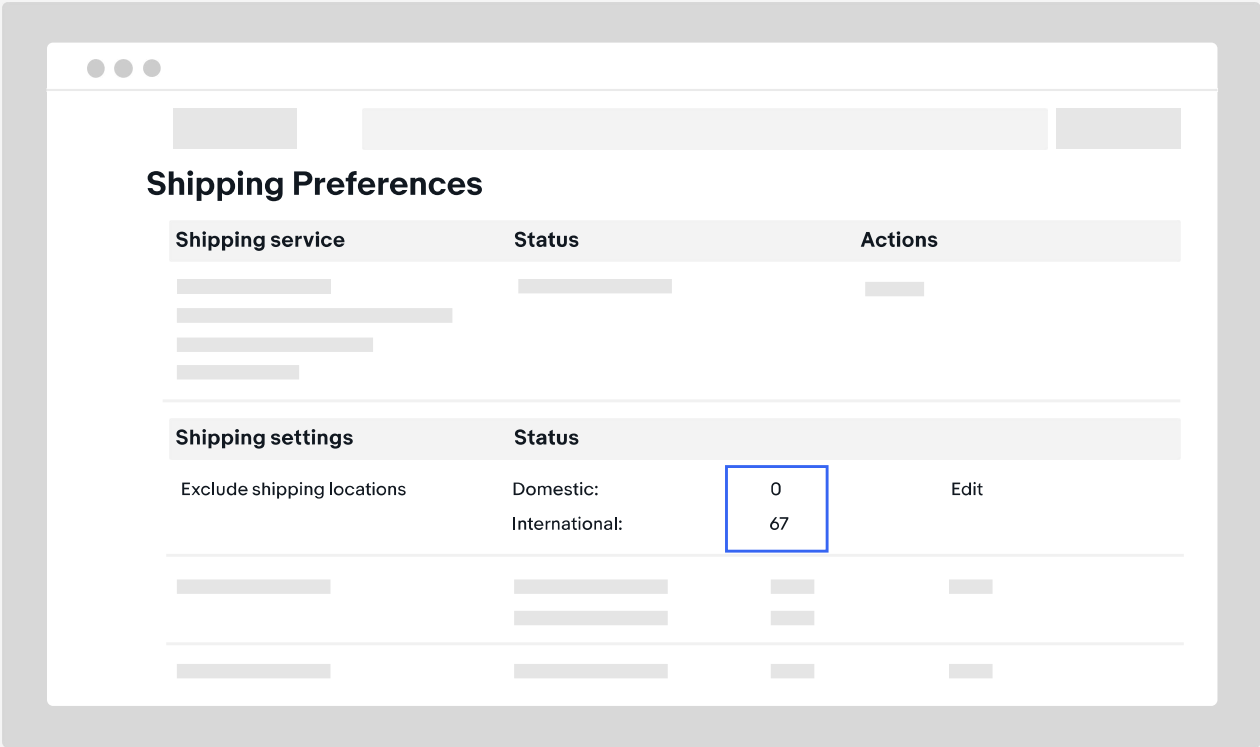 Shipping Preferences
Shipping service Status Actions
Shipping settings Status
Exclude shipping locations Domestic: 0 Edit
International: 67